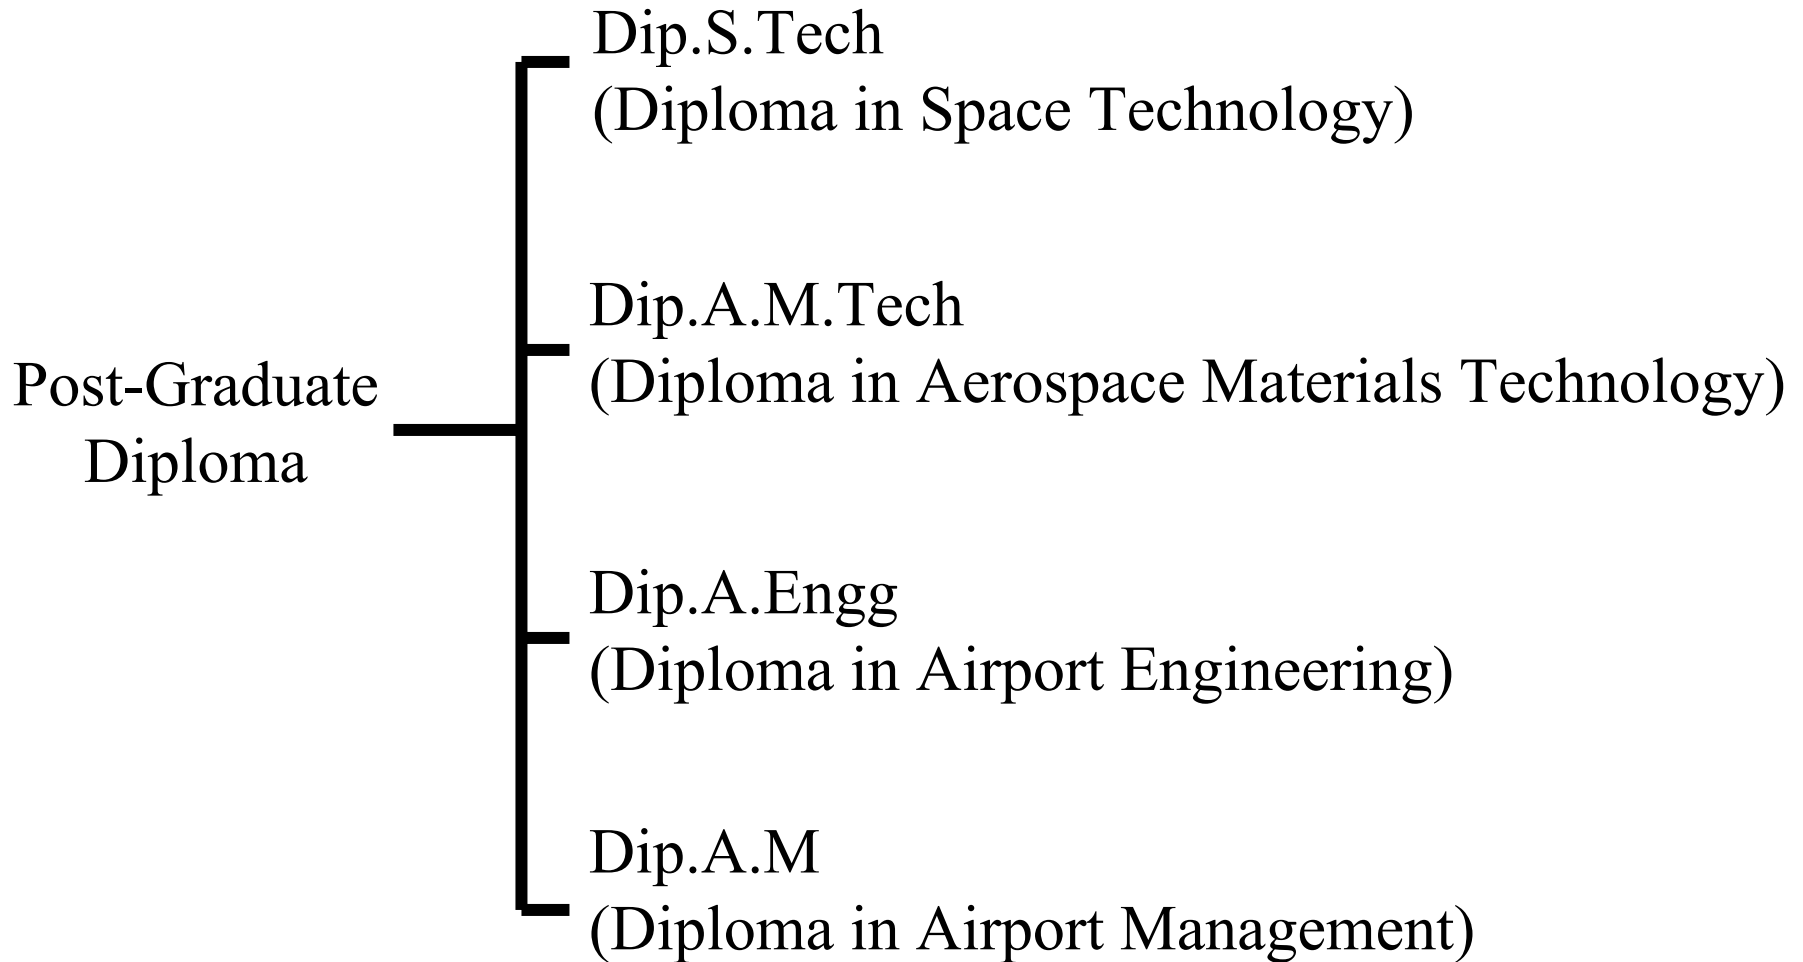 Post-Graduate
Diploma
Dip.S.Tech
(Diploma in Space Technology)
Dip.A.M.Tech
(Diploma in Aerospace Materials Technology)
Dip.A.Engg
(Diploma in Airport Engineering)
Dip.A.M
(Diploma in Airport Management)